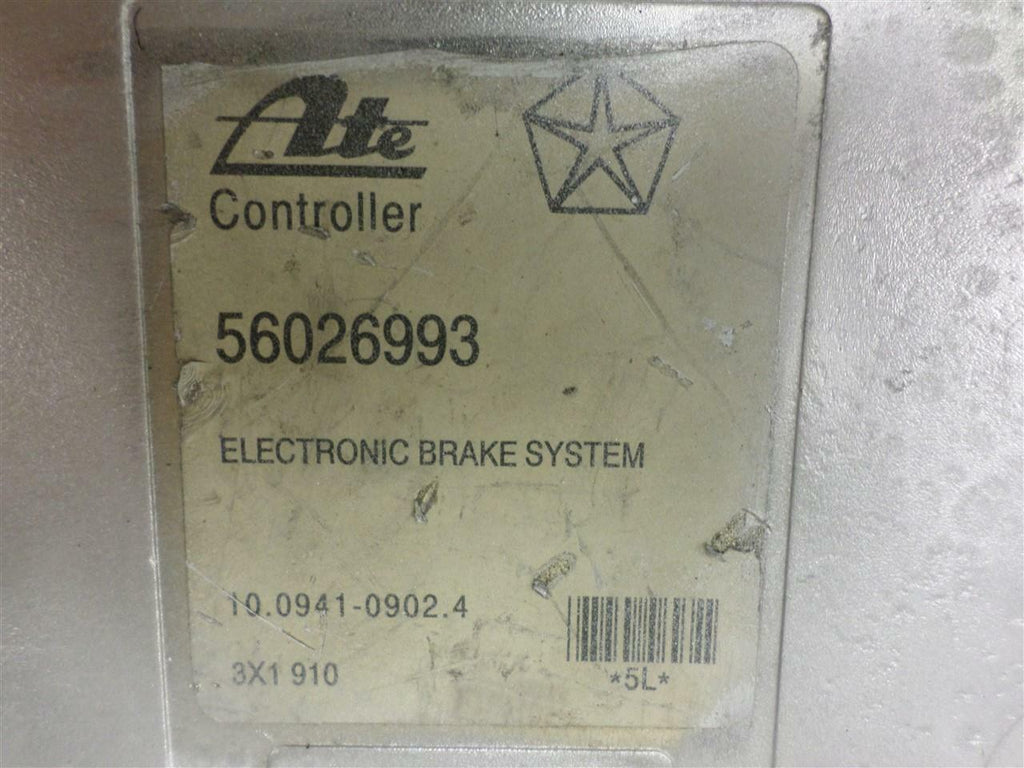 Ate
Controller
56026993
ELECTRONIC BRAKE SYSTEM
10.0941-0902.4
3X1 910
*5L*